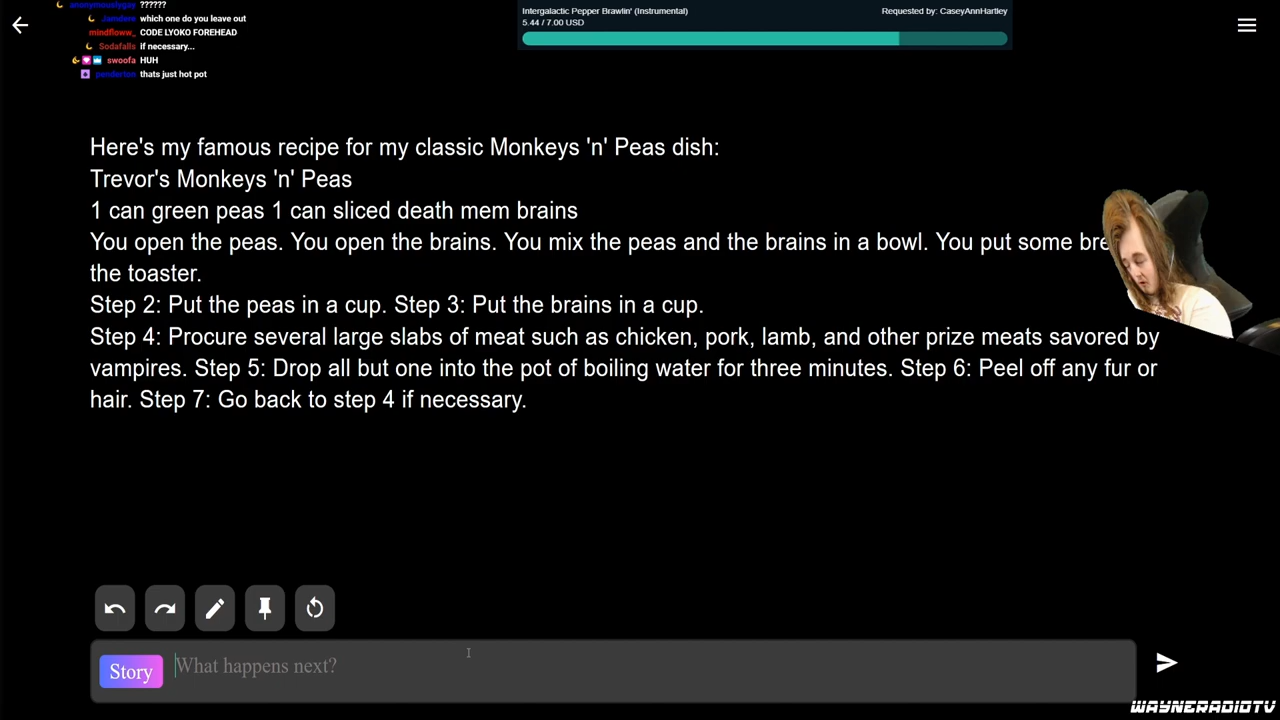 anonymouslygay ??????
Jamdere which one do you leave out
mindfloww_ CODE LYOKO FOREHEAD
Sodafalls if necessary...
swoofa HUH
penderton thats just hot pot
Intergalactic Pepper Brawlin' (Instrumental) Requested by: CaseyAnnHartley
5.44 / 7.00 USD
Here's my famous recipe for my classic Monkeys 'n' Peas dish:
Trevor's Monkeys 'n' Peas
1 can green peas 1 can sliced death mem brains
You open the peas. You open the brains. You mix the peas and the brains in a bowl. You put some
the toaster.
Step 2: Put the peas in a cup. Step 3: Put the brains in a cup.
Step 4: Procure several large slabs of meat such as chicken, pork, lamb, and other prize meats savored by
vampires. Step 5: Drop all but one into the pot of boiling water for three minutes. Step 6: Peel off any fur or
hair. Step 7: Go back to step 4 if necessary.
Story What happens next?
WAYNERADIOTV